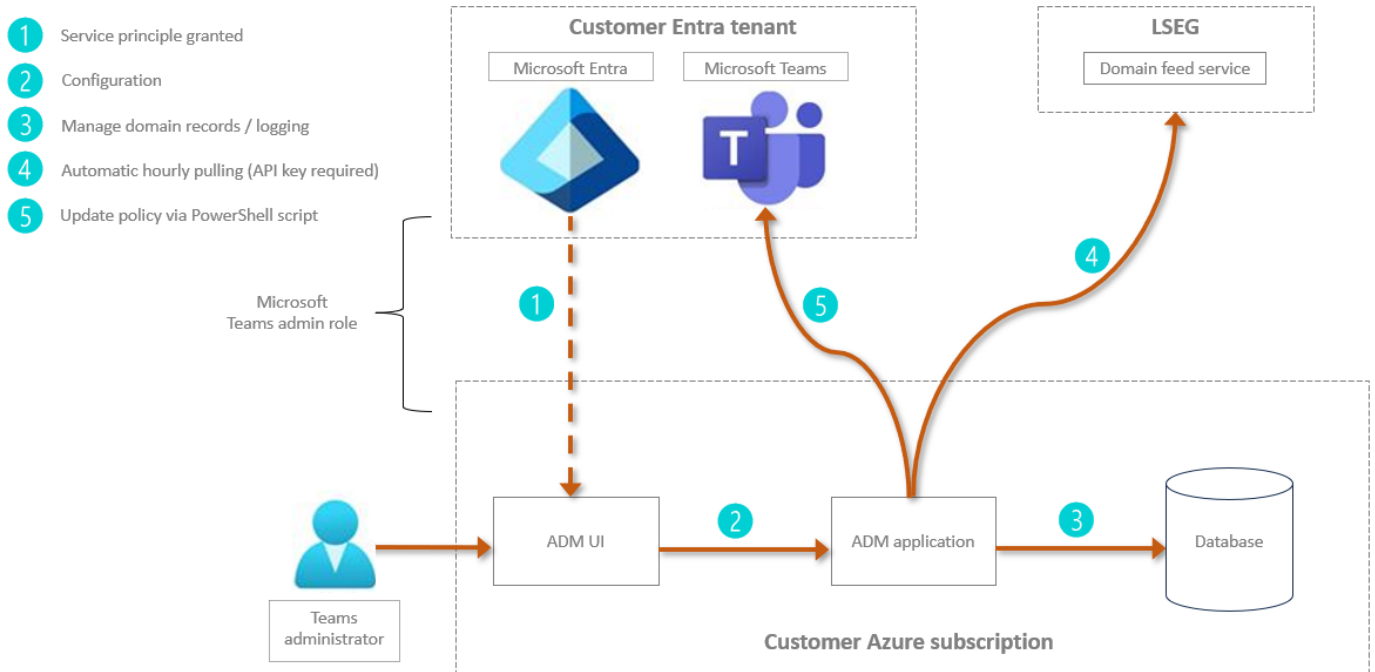 1 Service principle granted
2 Configuration
3 Manage domain records / logging
4 Automatic hourly pulling (API key required)
5 Update policy via PowerShell script
Customer Entra tenant
Microsoft Entra
Microsoft Teams
T
LSEG
Domain feed service
Microsoft
Teams admin role
1
5
4
Teams
administrator
ADM UI
2
ADM application
3
Database
Customer Azure subscription